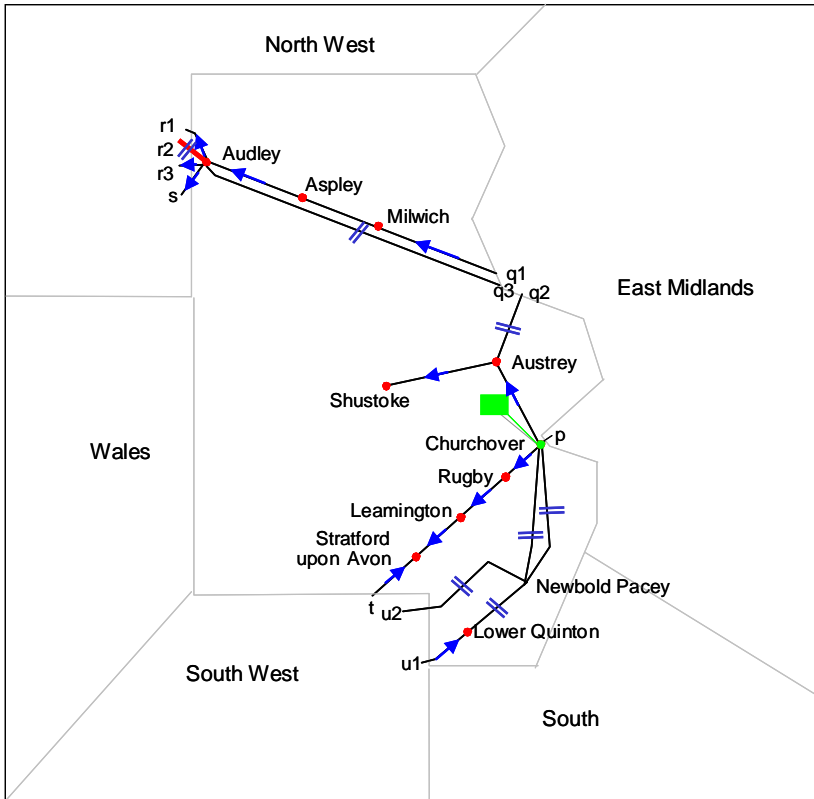 North West
r1
r2
r3
s
Audley
Aspley
Milwich
q1
q3
q2
East Midlands
Austrey
Shustoke
p
Churchover
Wales
Rugby
Leamington
Stratford
upon Avon
Newbold Pacey
t
u2
Lower Quinton
u1
South West
South